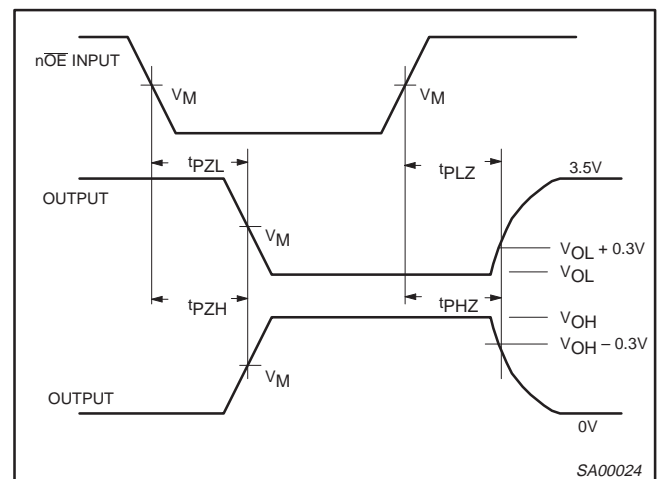 nOE INPUT
VM
VM
tPZL
tPLZ
3.5V
OUTPUT
VM
VOL + 0.3V
VOL
tPZH
tPHZ
VOH
VOH – 0.3V
VM
OUTPUT
0V
SA00024